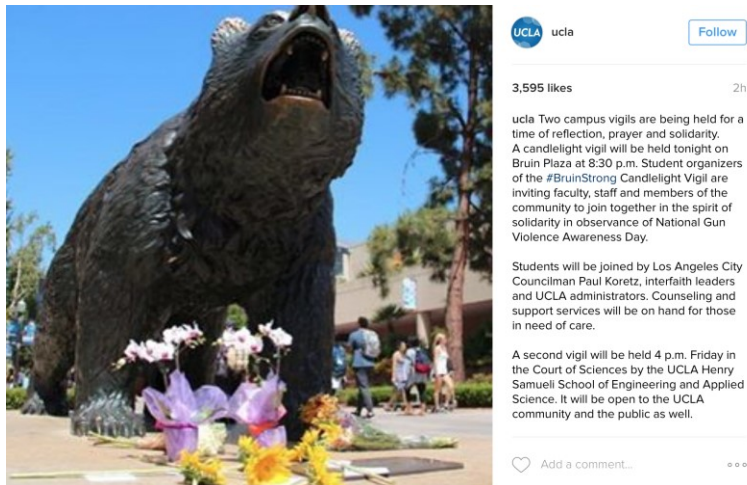 UCLA
ucla
Follow
3,595 likes
2h
ucla Two campus vigils are being held for a
time of reflection, prayer and solidarity.
A candlelight vigil will be held tonight on
Bruin Plaza at 8:30 p.m. Student organizers
of the #BruinStrong Candlelight Vigil are
inviting faculty, staff and members of the
community to join together in the spirit of
solidarity in observance of National Gun
Violence Awareness Day.
Students will be joined by Los Angeles City
Councilman Paul Koretz, interfaith leaders
and UCLA administrators. Counseling and
support services will be on hand for those
in need of care.
A second vigil will be held 4 p.m. Friday in
the Court of Sciences by the UCLA Henry
Samueli School of Engineering and Applied
Science. It will be open to the UCLA
community and the public as well.
Add a comment...